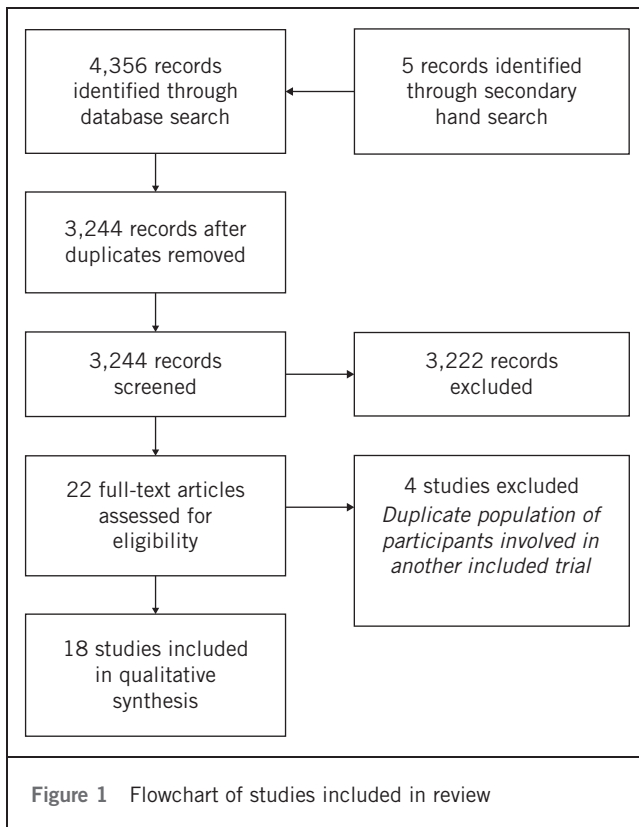 4,356 records
identified through
database search
5 records identified
through secondary
hand search
3,244 records after
duplicates removed
3,244 records
screened
3,222 records
excluded
22 full-text articles
assessed for
eligibility
4 studies excluded
Duplicate population of
participants involved in
another included trial
18 studies included
in qualitative
synthesis
Figure 1 Flowchart of studies included in review